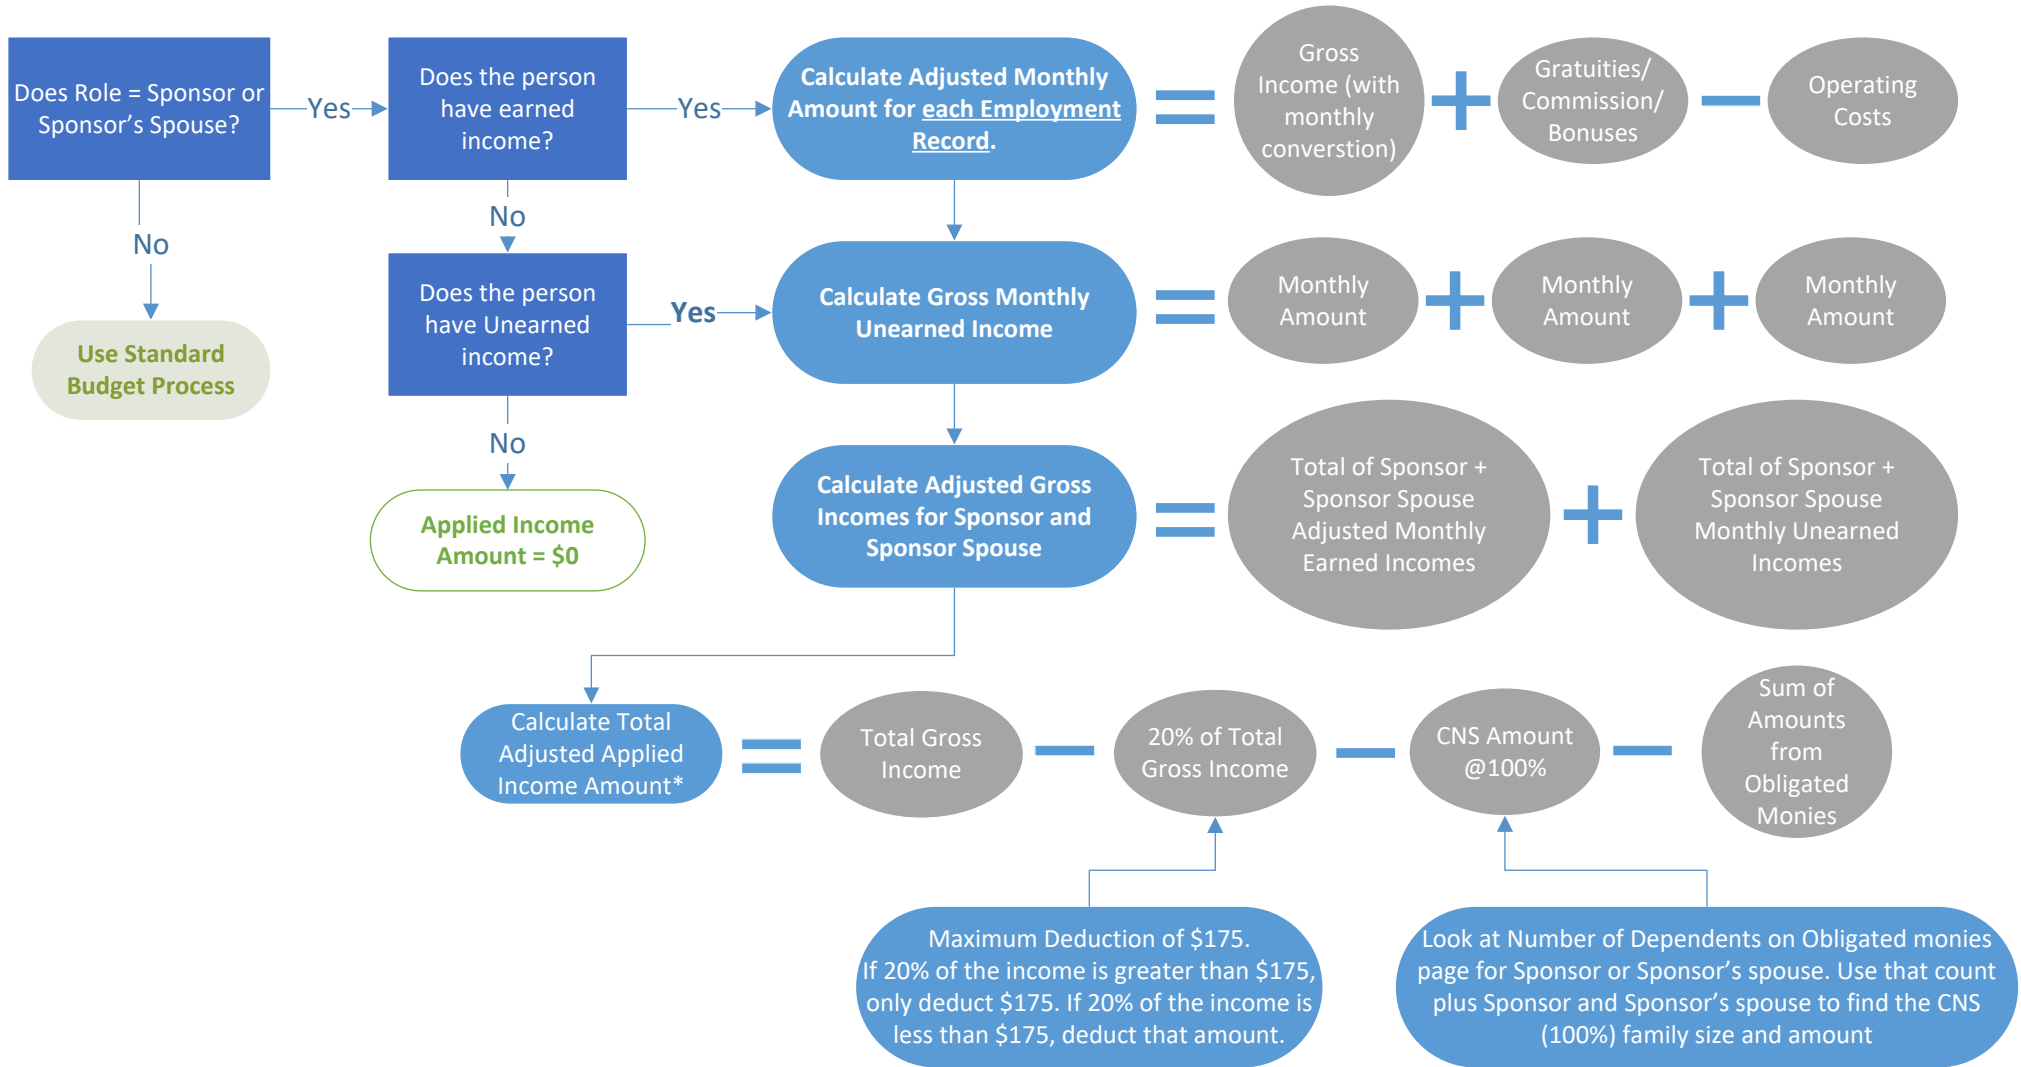 Does Role = Sponsor or
Sponsor's Spouse?
Yes
Does the person
have earned
income?
Yes
Calculate Adjusted Monthly
Amount for each Employment
Record.
=
Gross
Income (with
monthly
converstion)
+
Gratuities/
Commission/
Bonuses
−
Operating
Costs
No
Use Standard
Budget Process
No
Does the person
have Unearned
income?
Yes
Calculate Gross Monthly
Unearned Income
=
Monthly
Amount
+
Monthly
Amount
+
Monthly
Amount
No
Applied Income
Amount = $0
Calculate Adjusted Gross
Incomes for Sponsor and
Sponsor Spouse
=
Total of Sponsor +
Sponsor Spouse
Adjusted Monthly
Earned Incomes
+
Total of Sponsor +
Sponsor Spouse
Monthly Unearned
Incomes
Calculate Total
Adjusted Applied
Income Amount*
=
Total Gross
Income
−
20% of Total
Gross Income
−
CNS Amount
@100%
−
Sum of
Amounts
from
Obligated
Monies
Maximum Deduction of $175.
If 20% of the income is greater than $175,
only deduct $175. If 20% of the income is
less than $175, deduct that amount.
Look at Number of Dependents on Obligated monies
page for Sponsor or Sponsor's spouse. Use that count
plus Sponsor and Sponsor's spouse to find the CNS
(100%) family size and amount